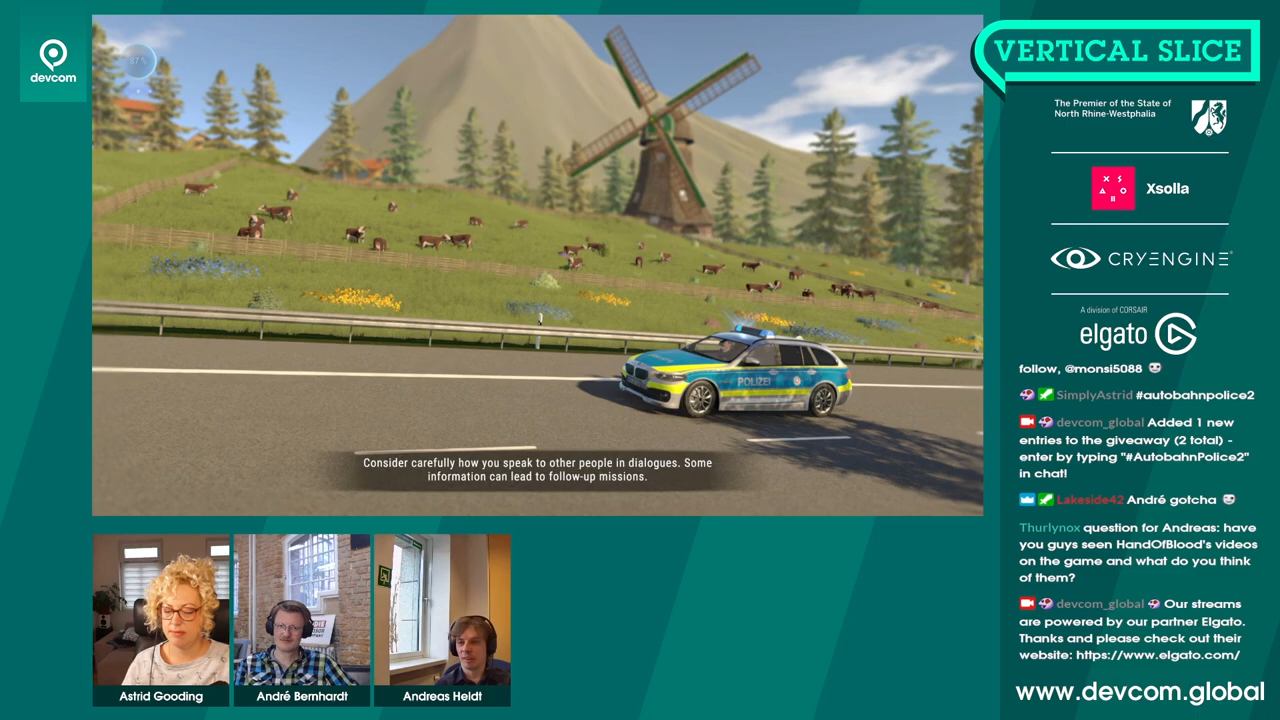 devcom
87 %
POLIZEI
Consider carefully how you speak to other people in dialogues. Some
information can lead to follow-up missions.
Astrid Gooding
André Bernhardt
Andreas Heldt
VERTICAL SLICE
The Premier of the State of
North Rhine-Westphalia
Xsolla
CRYENGINE®
A division of CORSAIR
elgato
follow, @monsi5088
SimplyAstrid #autobahnpolice2
devcom_global Added 1 new
entries to the giveaway (2 total) -
enter by typing "#AutobahnPolice2"
in chat!
Lakeside42 André gotcha
Thurlynox question for Andreas: have
you guys seen HandOfBlood's videos
on the game and what do you think
of them?
devcom_global Our streams
are powered by our partner Elgato.
Thanks and please check out their
website: https://www.elgato.com/
www.devcom.global